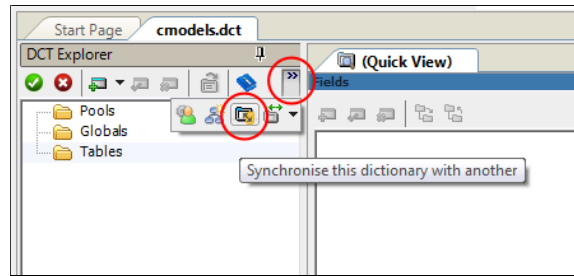 Start Page
cmodels.dct
DCT Explorer
(Quick View)
Fields
Pools
Globals
Tables
Synchronise this dictionary with another